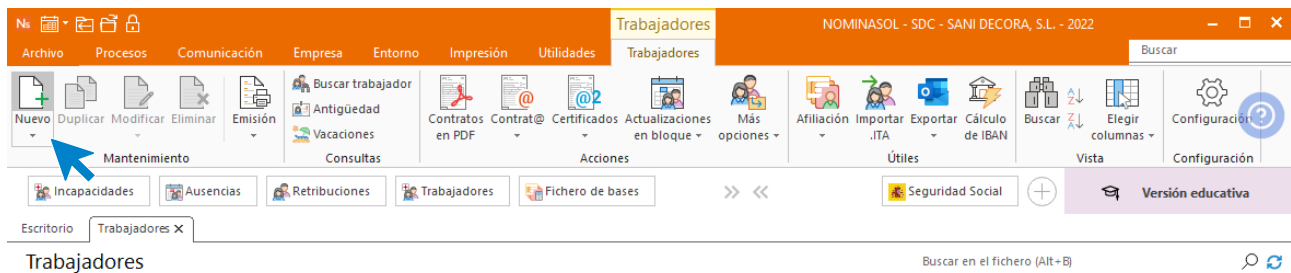 Ns Trabajadores NOMINASOL - SDC - SANI DECORA, S.L. - 2022
Archivo Procesos Comunicación Empresa Entorno Impresión Utilidades Trabajadores Buscar
Nuevo Duplicar Modificar Eliminar Emisión
Buscar trabajador
Antigüedad
Vacaciones
Contratos en PDF
@ Contrat@
@2 Certificados
Actualizaciones en bloque
Más opciones
Afiliación
Importar .ITA
Exportar
Cálculo de IBAN
Buscar
A Z
Z A
Elegir columnas
Configuración
?
Mantenimiento Consultas Acciones Útiles Vista Configuración
Incapacidades Ausencias Retribuciones Trabajadores Fichero de bases Seguridad Social Versión educativa
Escritorio Trabajadores X
Trabajadores Buscar en el fichero (Alt+B)